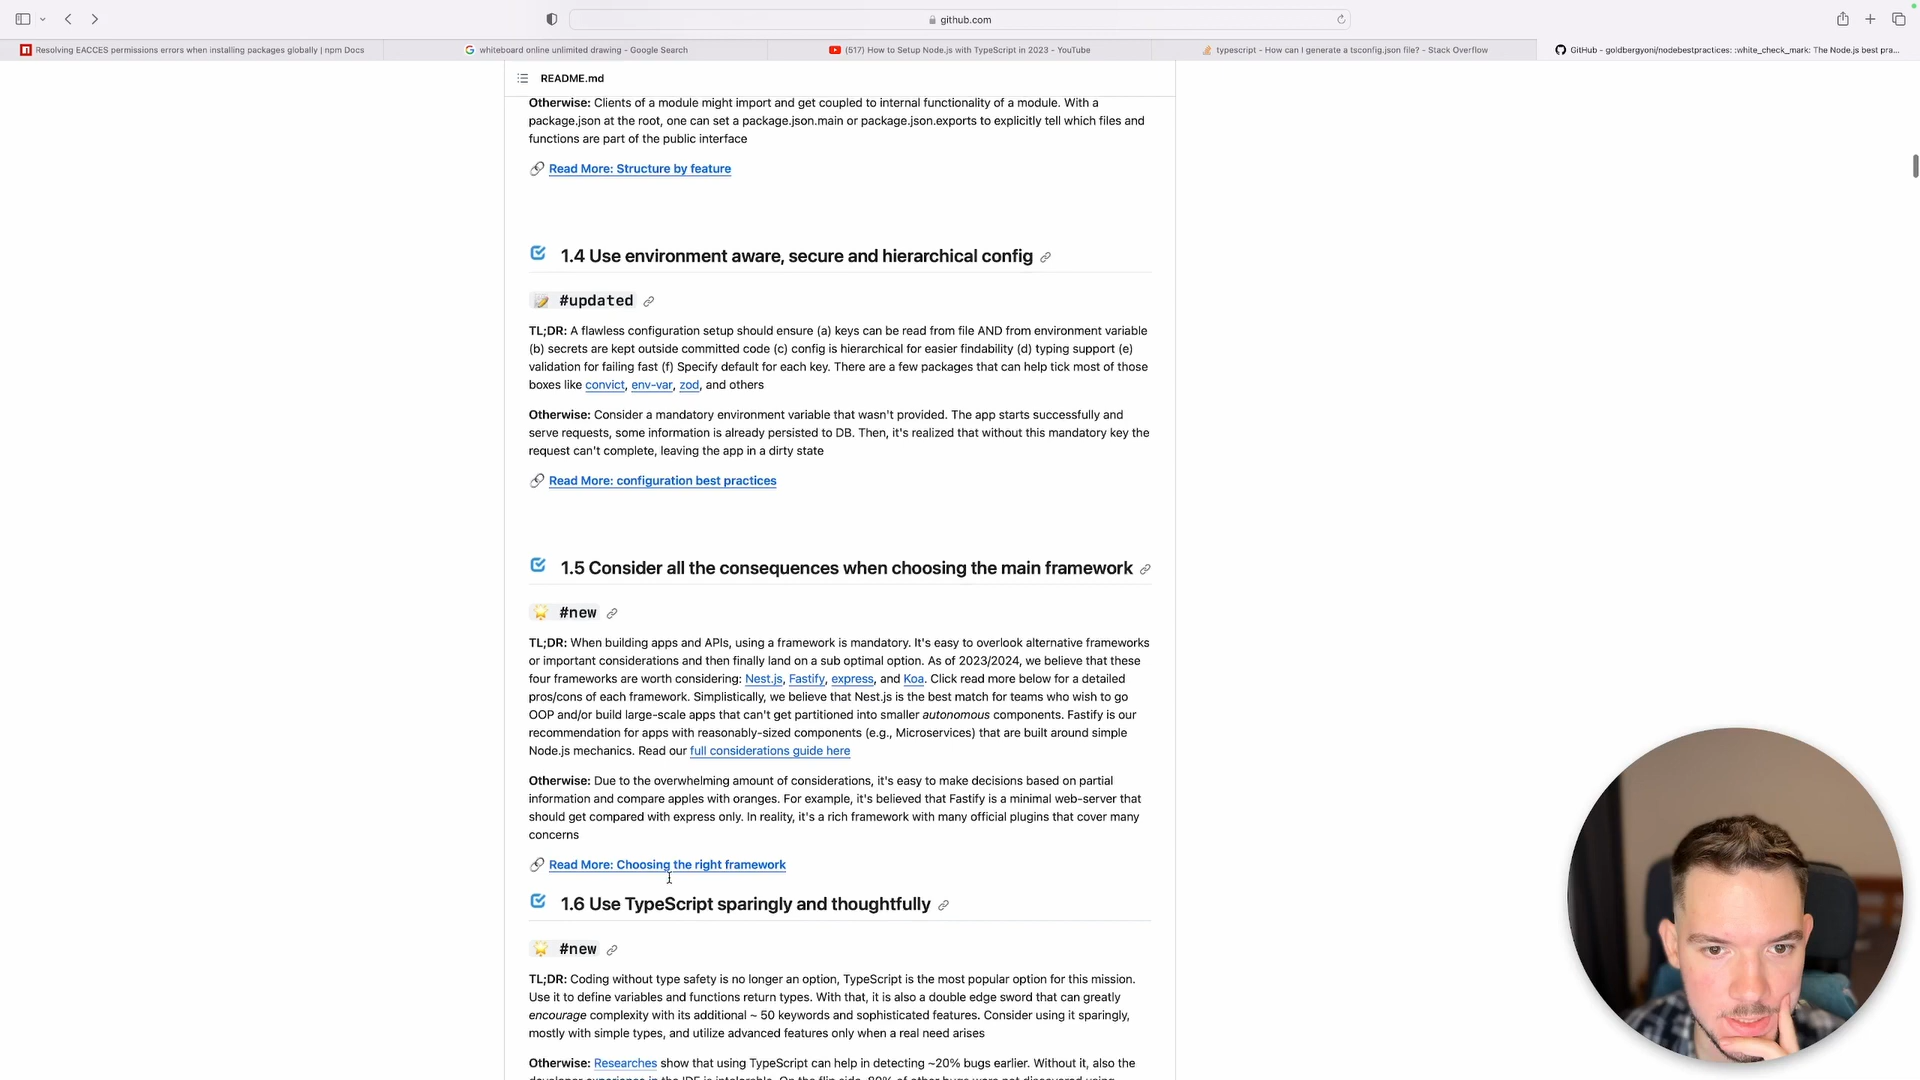 github.com
Resolving EACCES permissions errors when installing packages globally | npm Docs
whiteboard online unlimited drawing - Google Search
(517) How to Setup Node.js with TypeScript in 2023 - YouTube
typescript - How can I generate a tsconfig.json file? - Stack Overflow
GitHub - goldbergyoni/nodebestpractices: :white_check_mark: The Node.js best pra...
README.md
Otherwise: Clients of a module might import and get coupled to internal functionality of a module. With a
package.json at the root, one can set a package.json.main or package.json.exports to explicitly tell which files and
functions are part of the public interface
Read More: Structure by feature
1.4 Use environment aware, secure and hierarchical config
#updated
TL;DR: A flawless configuration setup should ensure (a) keys can be read from file AND from environment variable
(b) secrets are kept outside committed code (c) config is hierarchical for easier findability (d) typing support (e)
validation for failing fast (f) Specify default for each key. There are a few packages that can help tick most of those
boxes like convict, env-var, zod, and others
Otherwise: Consider a mandatory environment variable that wasn't provided. The app starts successfully and
serve requests, some information is already persisted to DB. Then, it's realized that without this mandatory key the
request can't complete, leaving the app in a dirty state
Read More: configuration best practices
1.5 Consider all the consequences when choosing the main framework
#new
TL;DR: When building apps and APIs, using a framework is mandatory. It's easy to overlook alternative frameworks
or important considerations and then finally land on a sub optimal option. As of 2023/2024, we believe that these
four frameworks are worth considering: Nest.js, Fastify, express, and Koa. Click read more below for a detailed
pros/cons of each framework. Simplistically, we believe that Nest.js is the best match for teams who wish to go
OOP and/or build large-scale apps that can't get partitioned into smaller autonomous components. Fastify is our
recommendation for apps with reasonably-sized components (e.g., Microservices) that are built around simple
Node.js mechanics. Read our full considerations guide here
Otherwise: Due to the overwhelming amount of considerations, it's easy to make decisions based on partial
information and compare apples with oranges. For example, it's believed that Fastify is a minimal web-server that
should get compared with express only. In reality, it's a rich framework with many official plugins that cover many
concerns
Read More: Choosing the right framework
1.6 Use TypeScript sparingly and thoughtfully
#new
TL;DR: Coding without type safety is no longer an option, TypeScript is the most popular option for this mission.
Use it to define variables and functions return types. With that, it is also a double edge sword that can greatly
encourage complexity with its additional ~ 50 keywords and sophisticated features. Consider using it sparingly,
mostly with simple types, and utilize advanced features only when a real need arises
Otherwise: Researches show that using TypeScript can help in detecting ~20% bugs earlier. Without it, also the